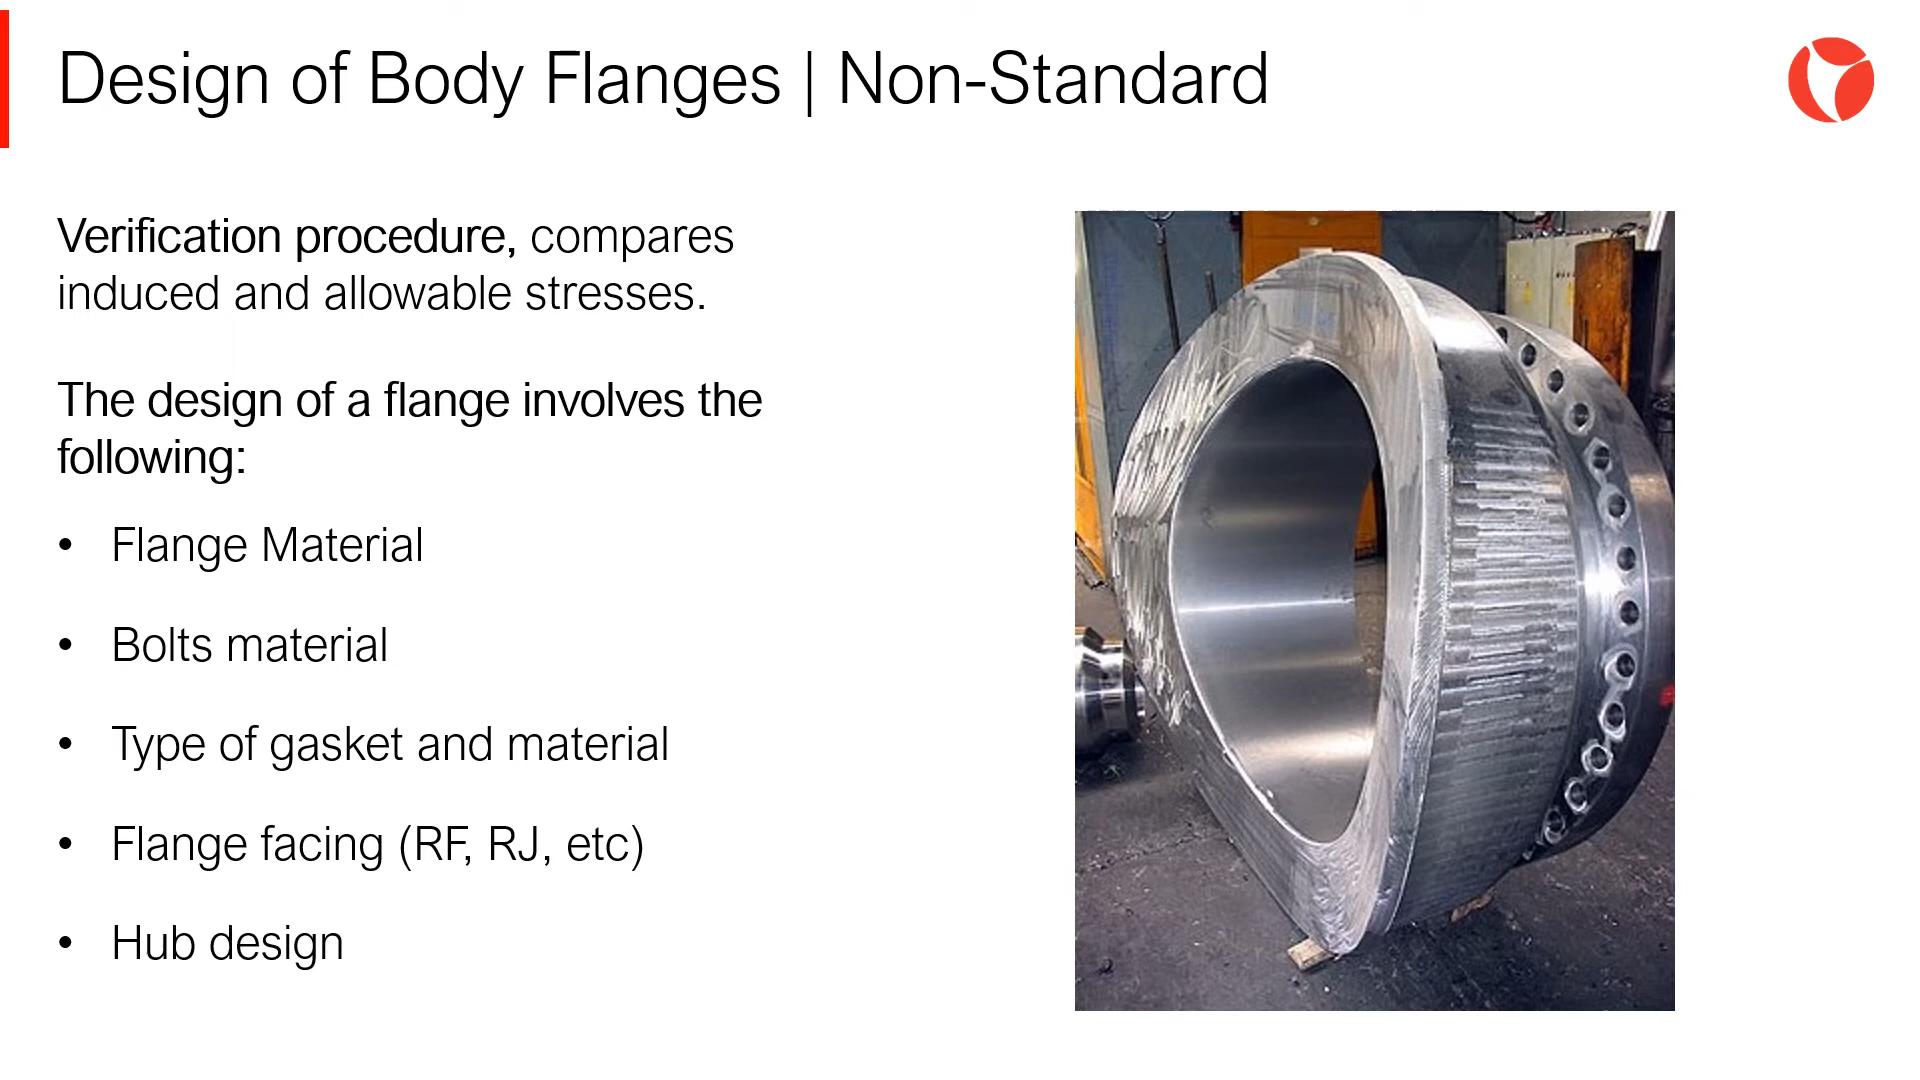 Design of Body Flanges | Non-Standard
Verification procedure, compares
induced and allowable stresses.
The design of a flange involves the
following:
• Flange Material
• Bolts material
• Type of gasket and material
• Flange facing (RF, RJ, etc)
• Hub design